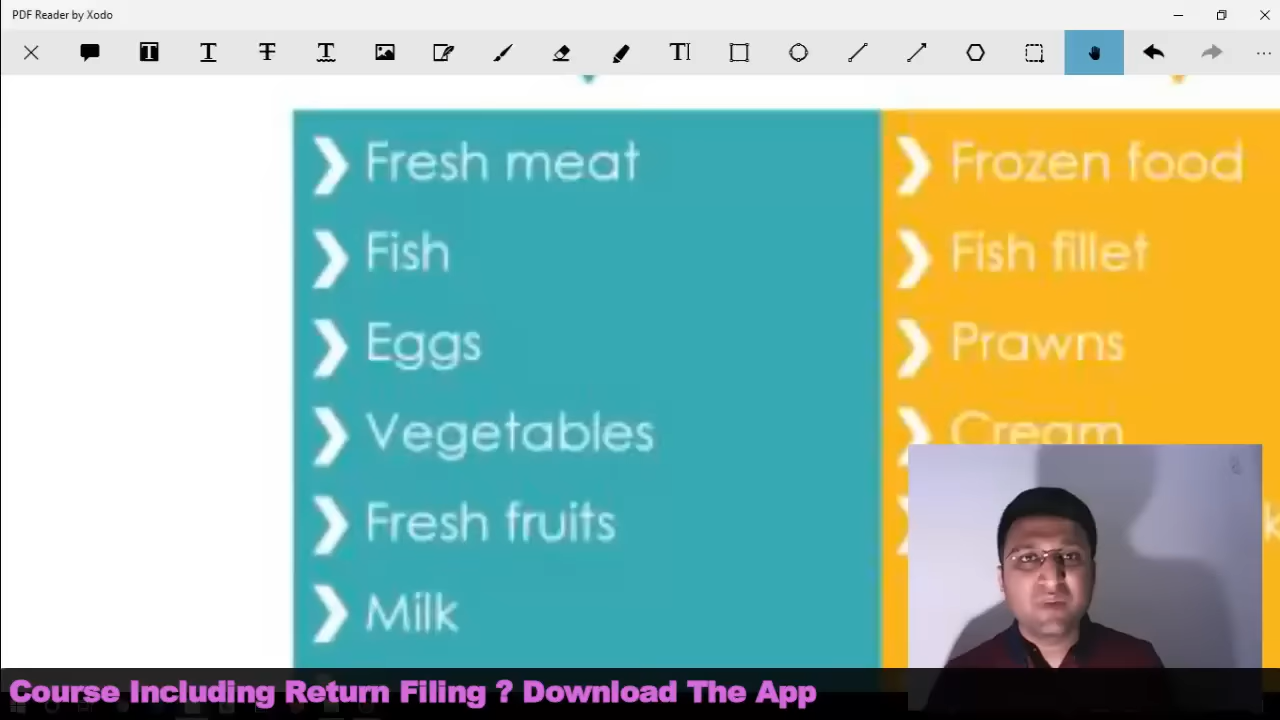 PDF Reader by Xodo
Fresh meat
Fish
Eggs
Vegetables
Fresh fruits
Milk
Frozen food
Fish fillet
Prawns
Cream
Course Including Return Filing ? Download The App